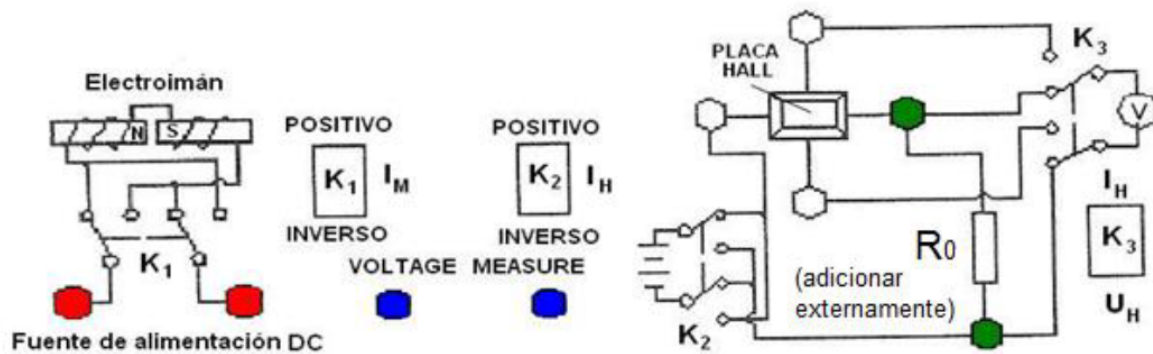 Electroimán
N S
POSITIVO
K1 IM
INVERSO
POSITIVO
K2 IH
INVERSO
K1
VOLTAGE MEASURE
Fuente de alimentación DC
PLACA
HALL
K3
V
IH
K3
UH
R0
(adicionar
externamente)
K2